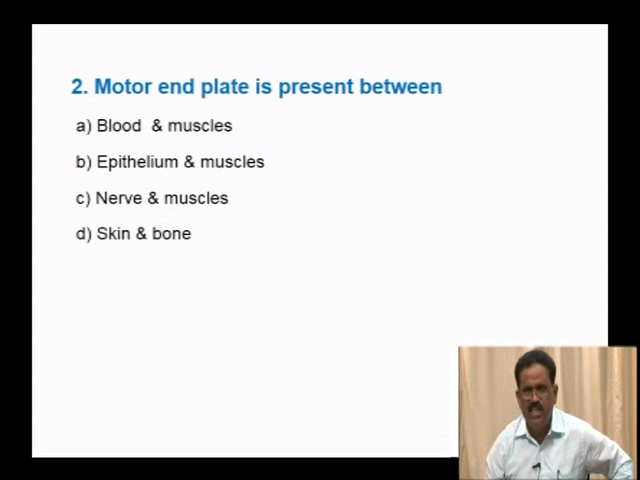 2. Motor end plate is present between
a) Blood & muscles
b) Epithelium & muscles
c) Nerve & muscles
d) Skin & bone